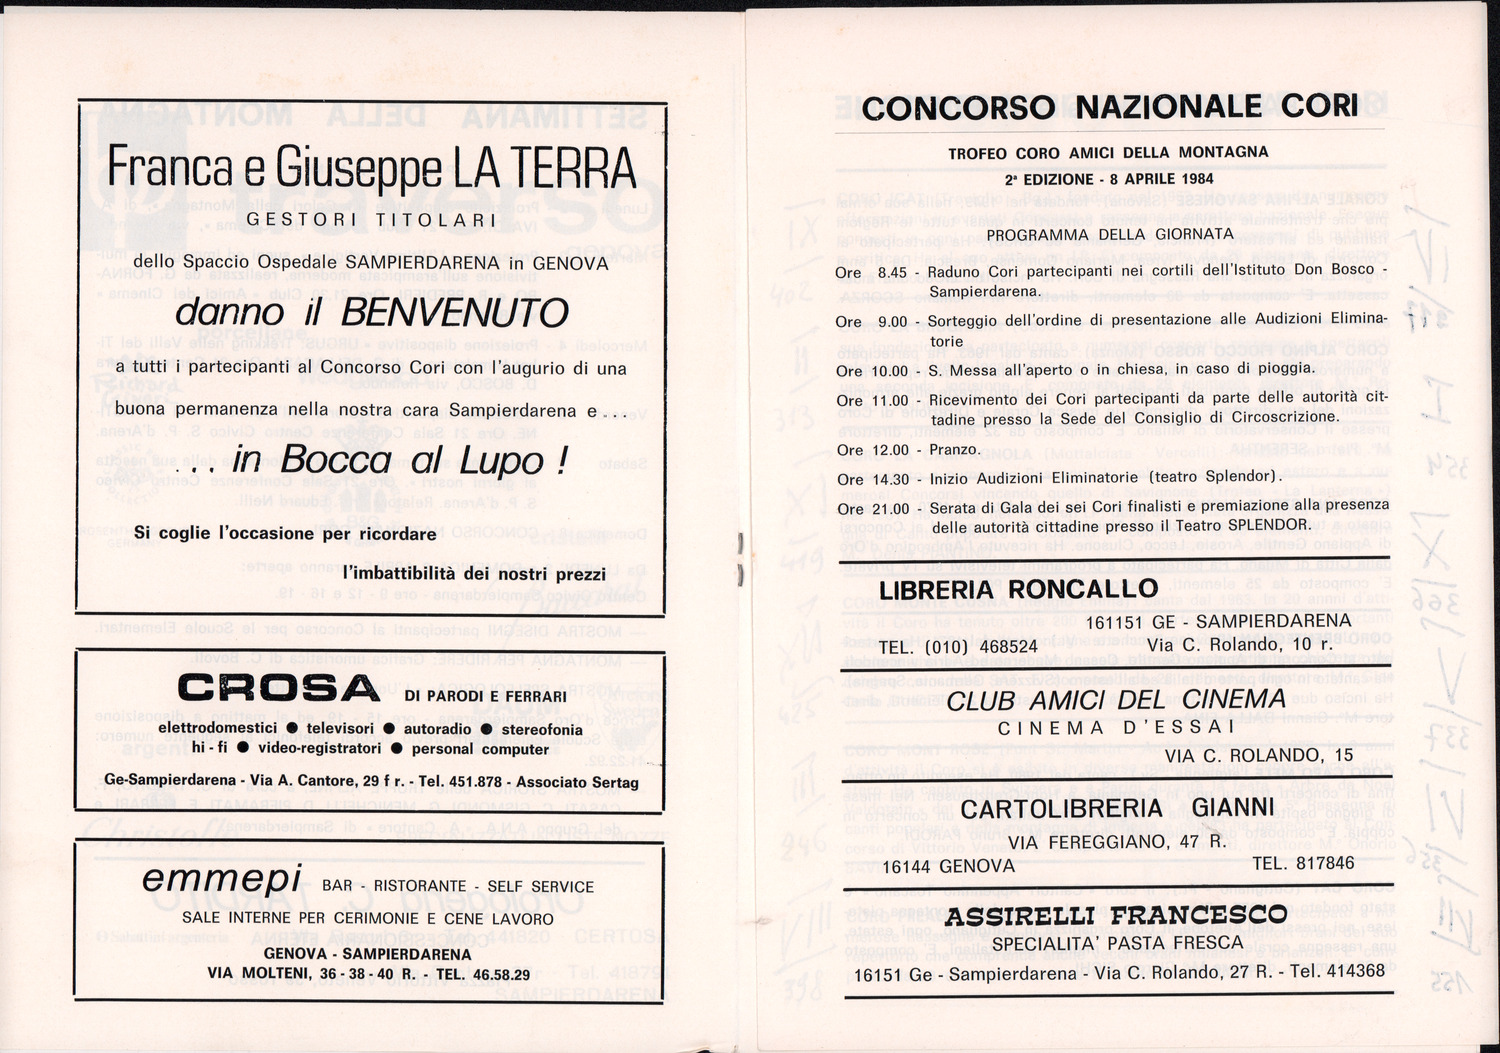 Franca e Giuseppe LA TERRA
GESTORI TITOLARI
dello Spaccio Ospedale SAMPIERDARENA in GENOVA
danno il BENVENUTO
a tutti i partecipanti al Concorso Cori con l'augurio di una
buona permanenza nella nostra cara Sampierdarena e...
... in Bocca al Lupo !
Si coglie l'occasione per ricordare
l'imbattibilità dei nostri prezzi
CROSA DI PARODI E FERRARI
elettrodomestici ● televisori ● autoradio ● stereofonia
hi-fi ● video-registratori ● personal computer
Ge-Sampierdarena - Via A. Cantore, 29 f r. - Tel. 451.878 - Associato Sertag
emmepi BAR - RISTORANTE - SELF SERVICE
SALE INTERNE PER CERIMONIE E CENE LAVORO
GENOVA - SAMPIERDARENA
VIA MOLTENI, 36 - 38 - 40 R. - TEL. 46.58.29
CONCORSO NAZIONALE CORI
TROFEO CORO AMICI DELLA MONTAGNA
2ª EDIZIONE - 8 APRILE 1984
PROGRAMMA DELLA GIORNATA
Ore 8.45 - Raduno Cori partecipanti nei cortili dell'Istituto Don Bosco -
Sampierdarena.
Ore 9.00 - Sorteggio dell'ordine di presentazione alle Audizioni Elimina-
torie
Ore 10.00 - S. Messa all'aperto o in chiesa, in caso di pioggia.
Ore 11.00 - Ricevimento dei Cori partecipanti da parte delle autorità cit-
tadine presso la Sede del Consiglio di Circoscrizione.
Ore 12.00 - Pranzo.
Ore 14.30 - Inizio Audizioni Eliminatorie (teatro Splendor).
Ore 21.00 - Serata di Gala dei sei Cori finalisti e premiazione alla presenza
delle autorità cittadine presso il Teatro SPLENDOR.
LIBRERIA RONCALLO
161151 GE - SAMPIERDARENA
TEL. (010) 468524 Via C. Rolando, 10 r.
CLUB AMICI DEL CINEMA
CINEMA D'ESSAI
VIA C. ROLANDO, 15
CARTOLIBRERIA GIANNI
VIA FEREGGIANO, 47 R.
16144 GENOVA TEL. 817846
ASSIRELLI FRANCESCO
SPECIALITA' PASTA FRESCA
16151 Ge - Sampierdarena - Via C. Rolando, 27 R. - Tel. 414368